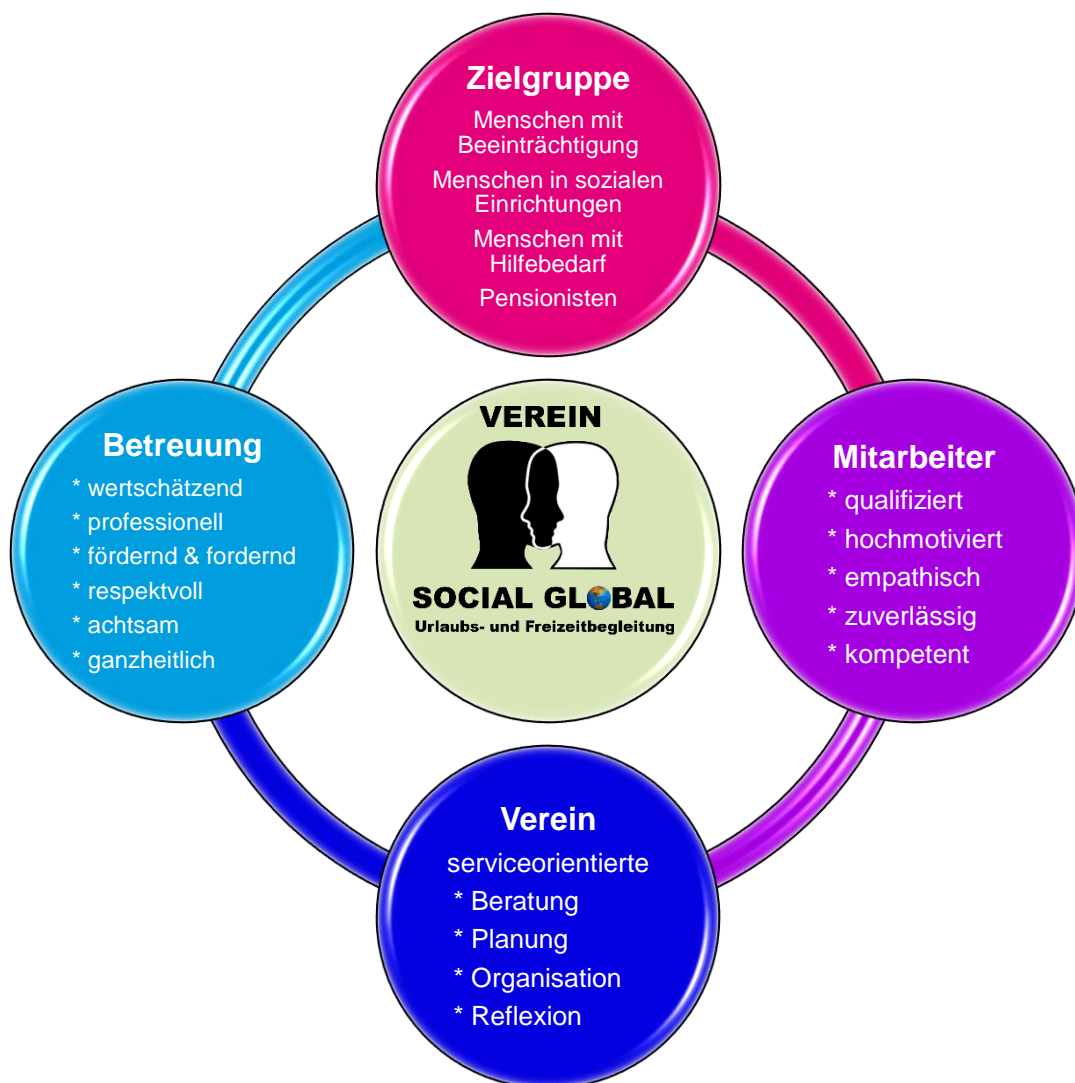 Zielgruppe
Menschen mit
Beeinträchtigung
Menschen in sozialen
Einrichtungen
Menschen mit
Hilfebedarf
Pensionisten
Betreuung
* wertschätzend
* professionell
* fördernd & fordernd
* respektvoll
* achtsam
* ganzheitlich
VEREIN
SOCIAL GLOBAL
Urlaubs- und Freizeitbegleitung
Mitarbeiter
* qualifiziert
* hochmotiviert
* empathisch
* zuverlässig
* kompetent
Verein
serviceorientierte
* Beratung
* Planung
* Organisation
* Reflexion